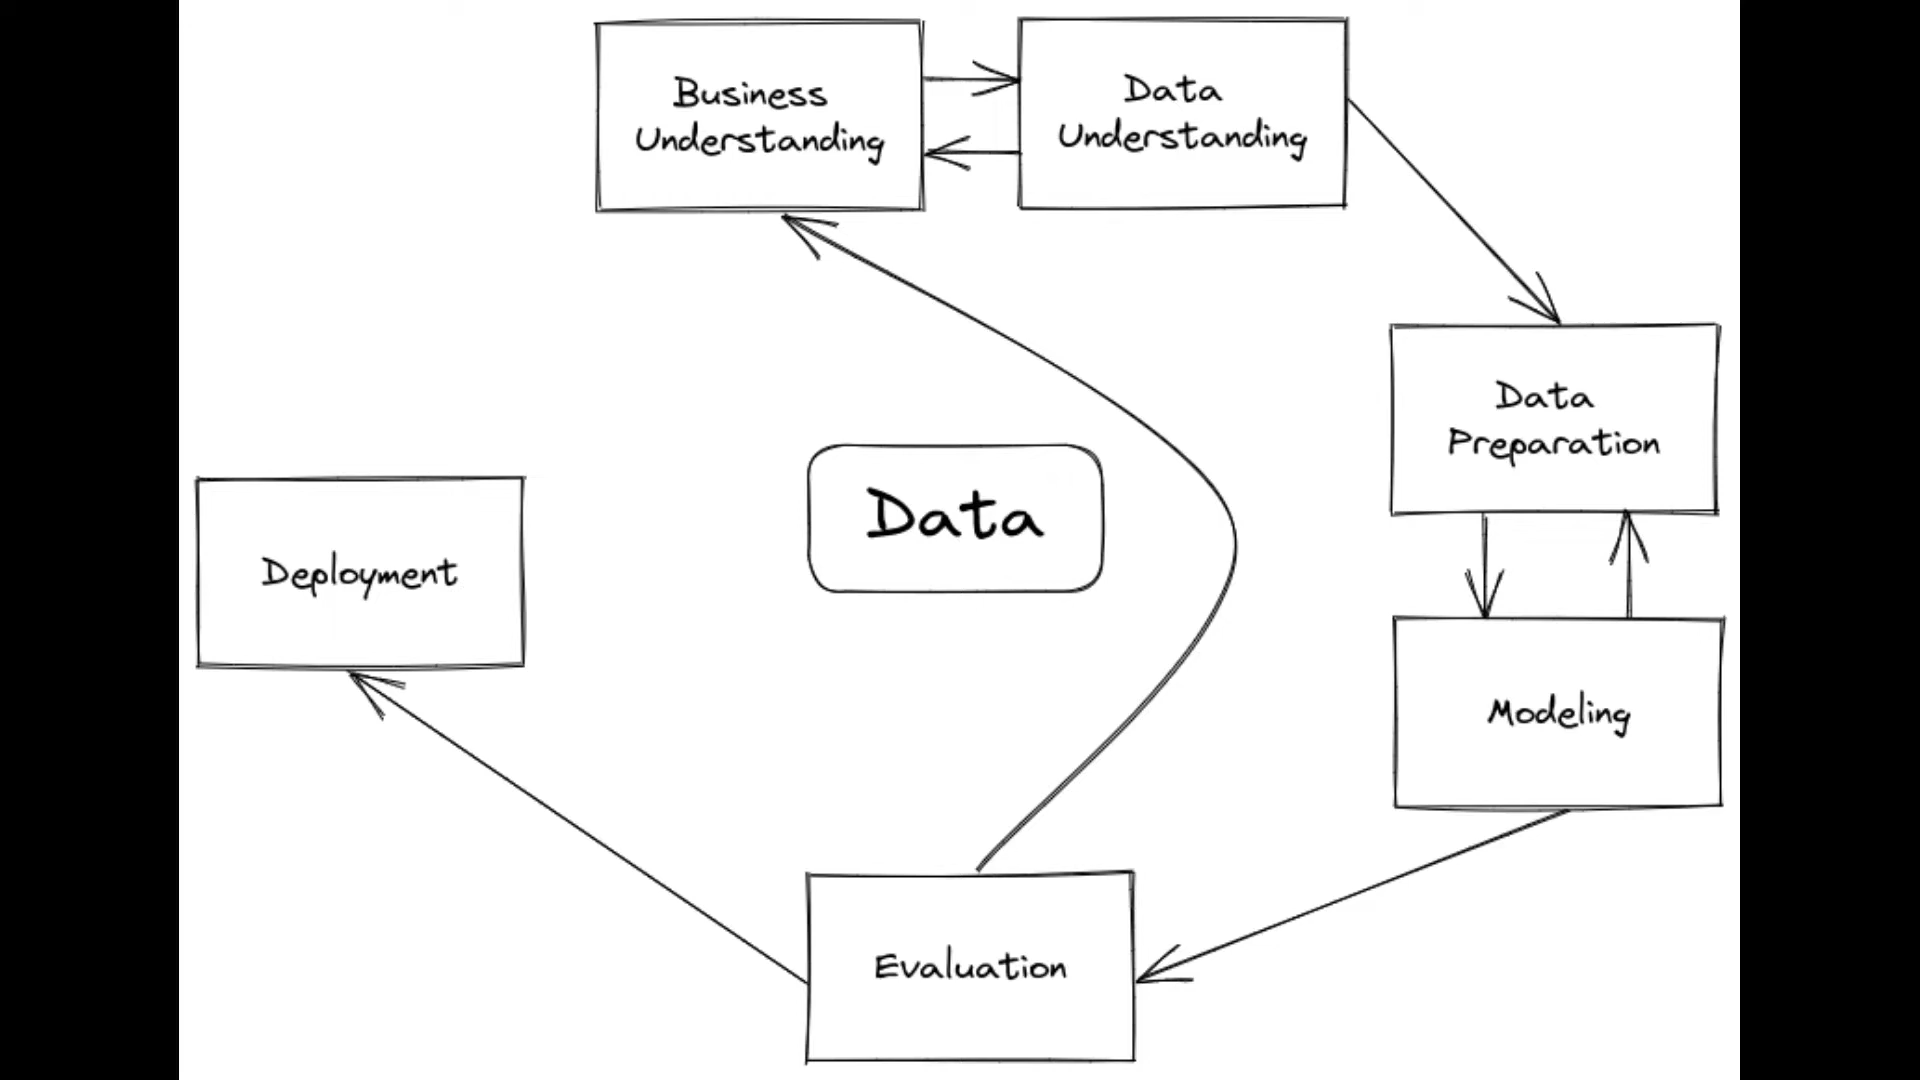 Business
Understanding
Data
Understanding
Data
Preparation
Data
Deployment
Modeling
Evaluation